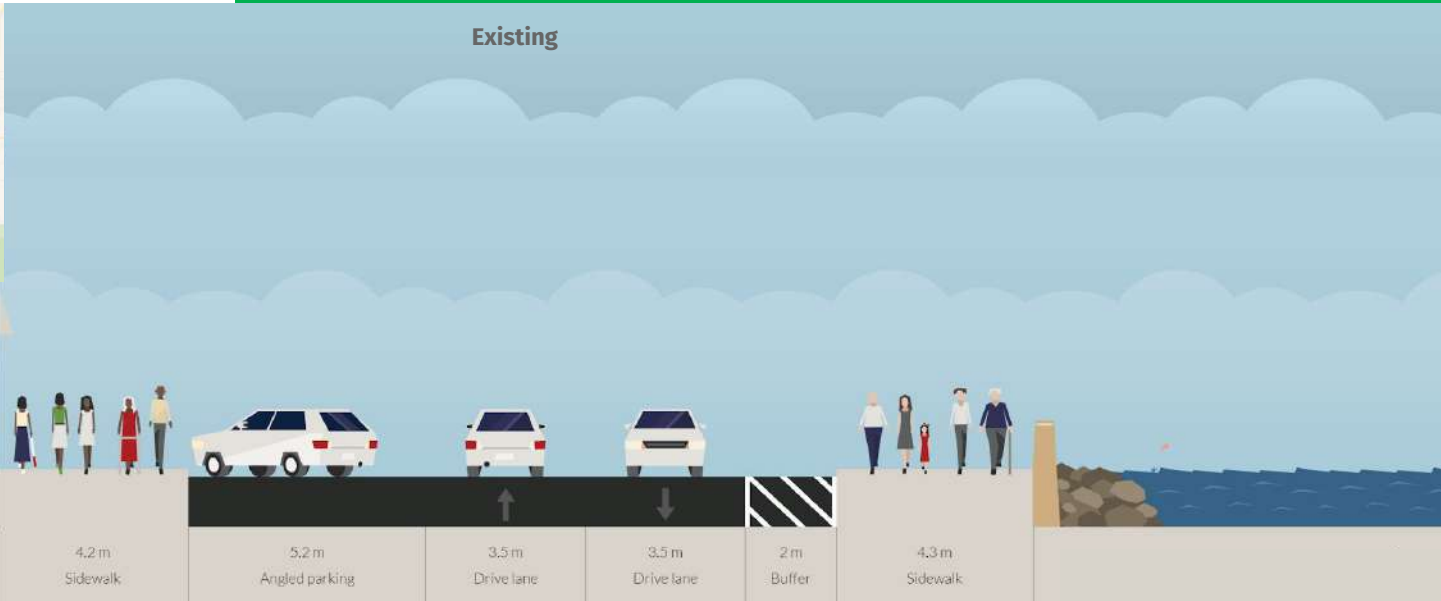 Existing
4.2 m
Sidewalk
5.2 m
Angled parking
3.5 m
Drive lane
3.5 m
Drive lane
2 m
Buffer
4.3 m
Sidewalk